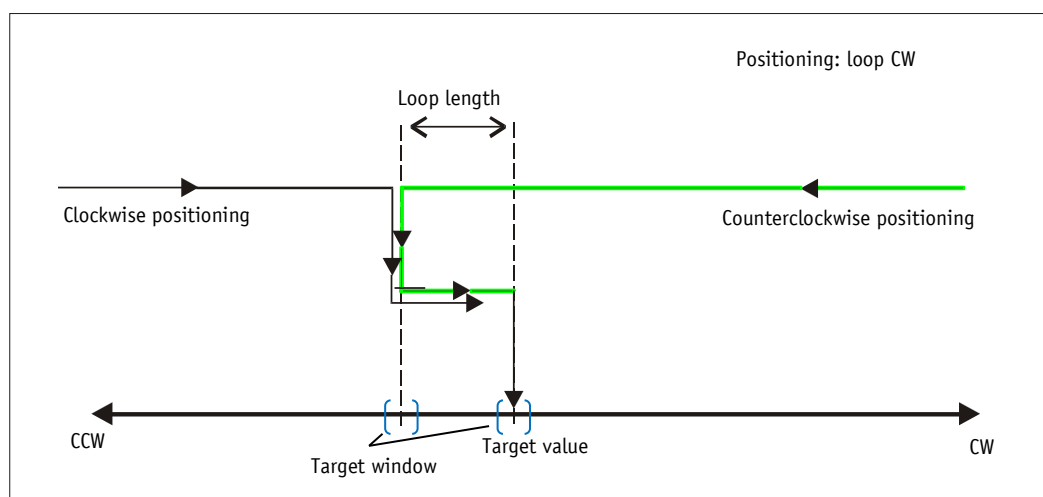 Positioning: loop CW
Loop length
Clockwise positioning
Counterclockwise positioning
CCW
Target window
Target value
CW